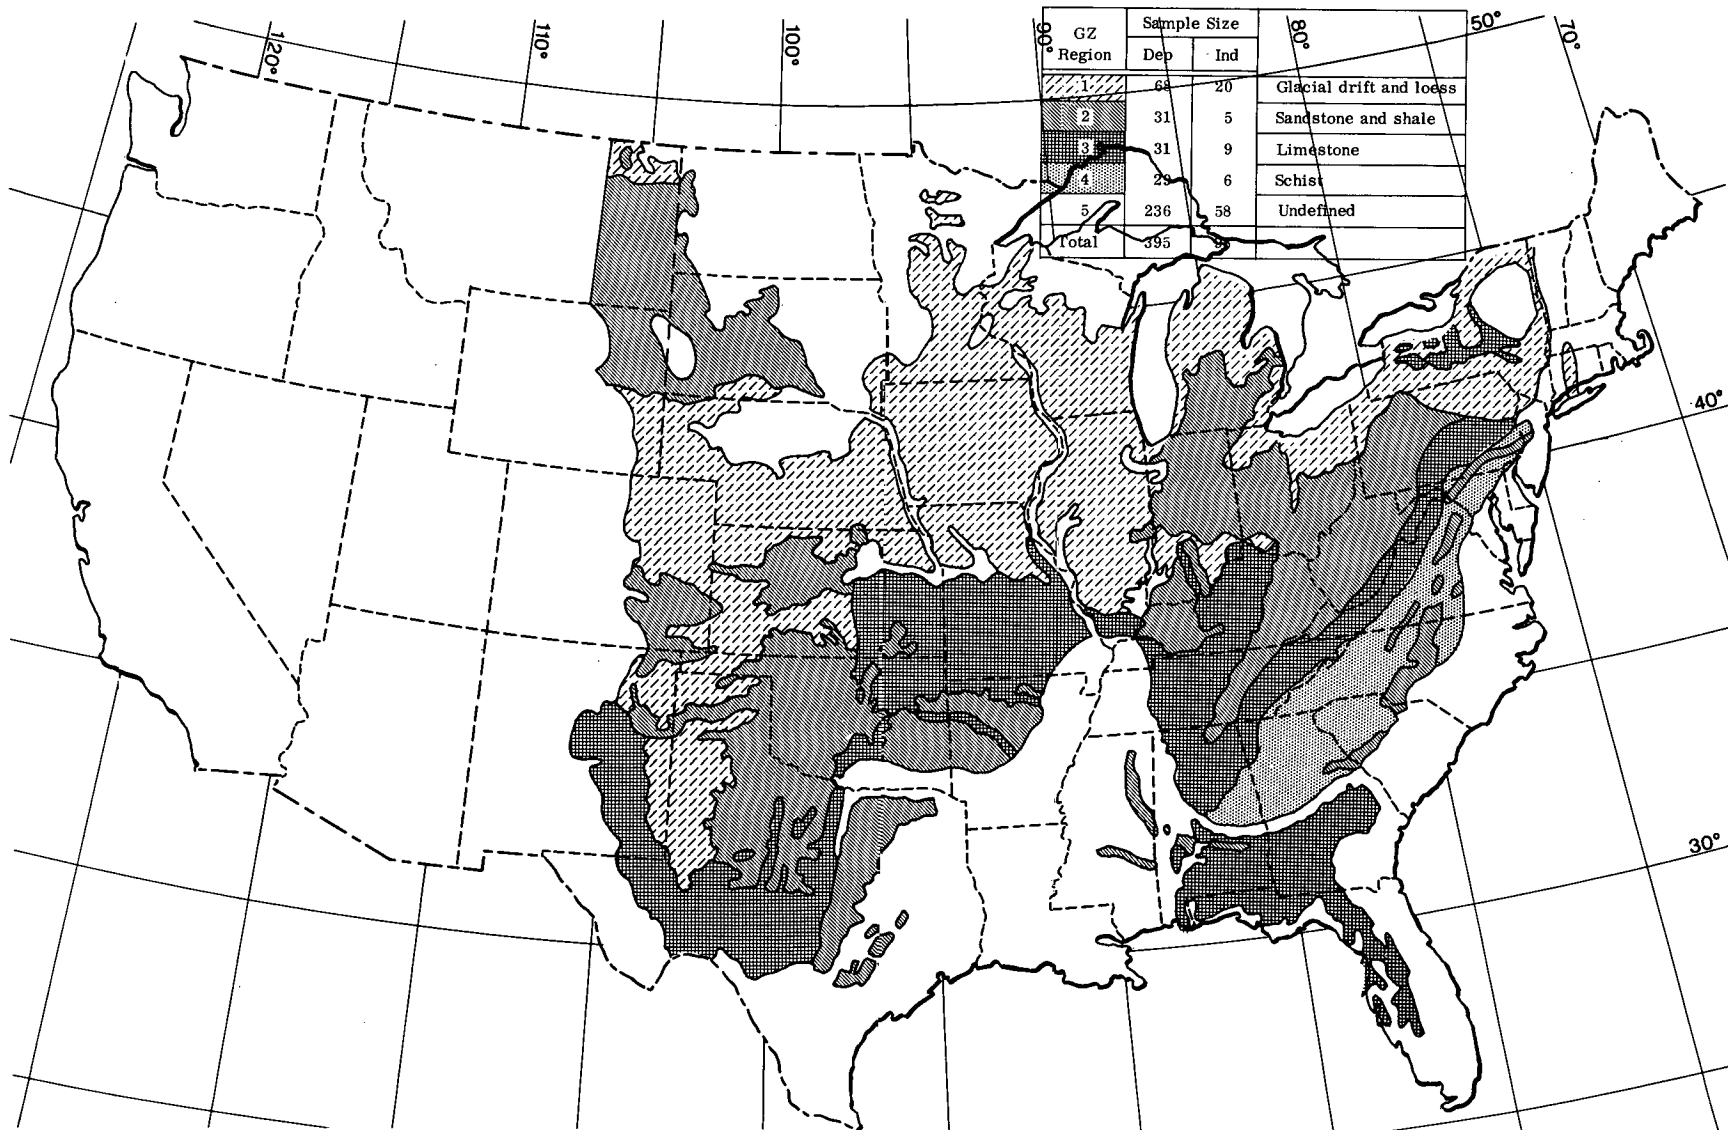 120°
110°
100°
90°
80°
50°
70°
GZ Region Sample Size
Dep Ind
1 68 20 Glacial drift and loess
2 31 5 Sandstone and shale
3 31 9 Limestone
4 29 6 Schist
5 236 58 Undefined
Total 395
40°
30°